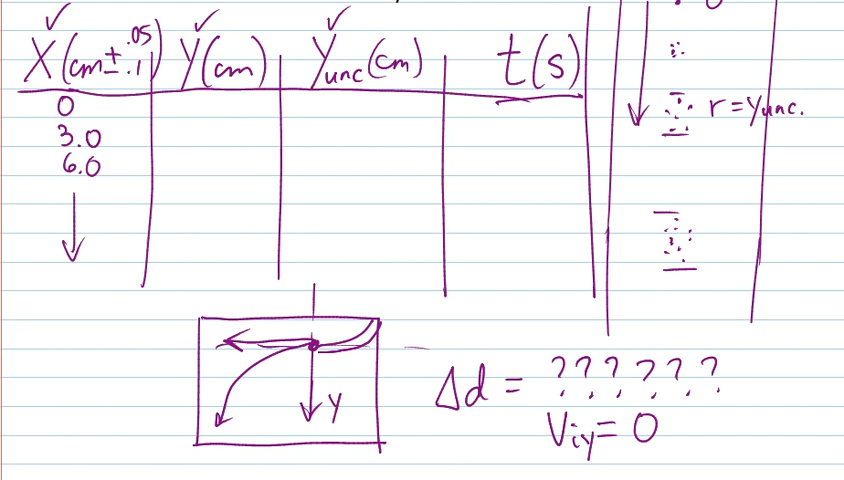 ✓ ✓ ✓
X (cm ± .05 .1) Y (cm) Yunc (cm) t (s)
0
3.0
6.0
r = Yunc.
Y
Δd = ? ? ? ? ? ?
Viy = 0